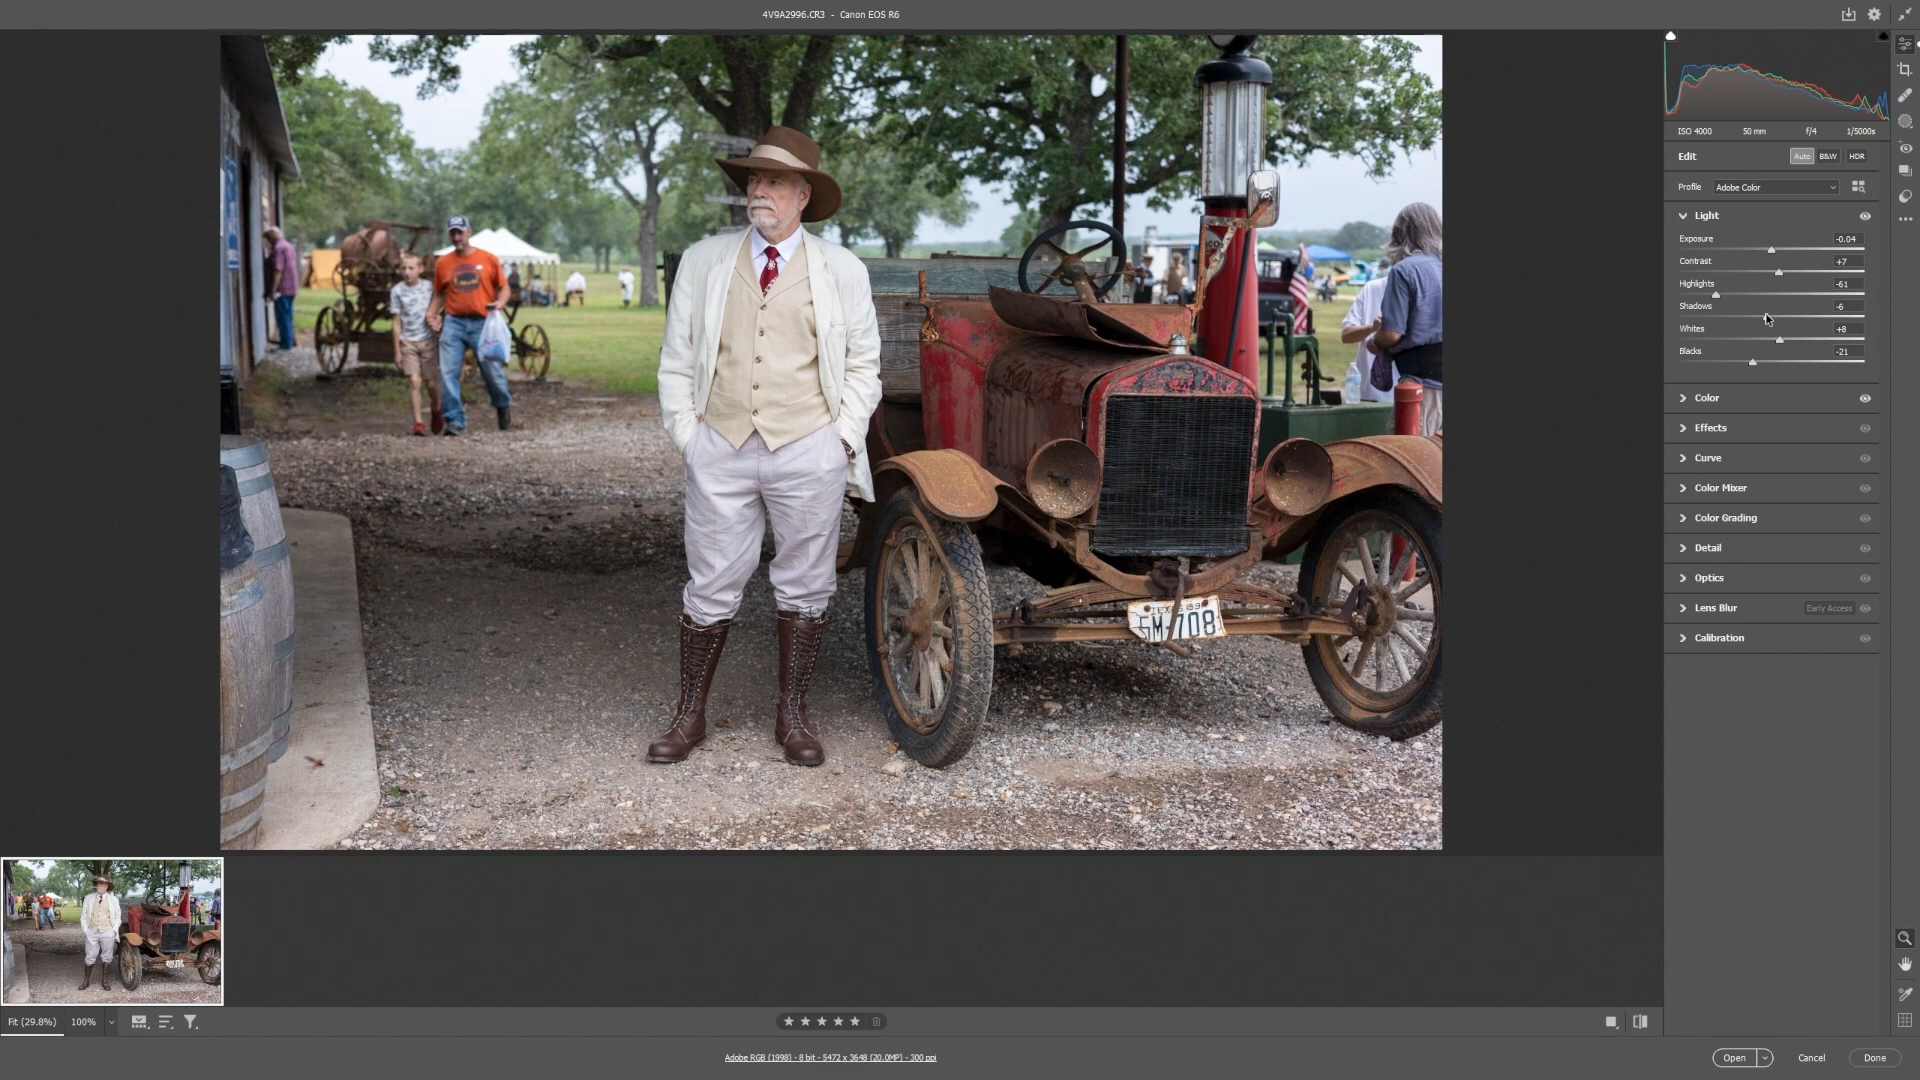 4V9A2996.CR3 - Canon EOS R6
ISO 4000 50 mm f/4 1/5000s
Edit Auto B&W HDR
Profile Adobe Color
Light
Exposure -0.04
Contrast +7
Highlights -61
Shadows -6
Whites +8
Blacks -21
Color
Effects
Curve
Color Mixer
Color Grading
Detail
Optics
Lens Blur Early Access
Calibration
Fit (29.8%) 100%
Adobe RGB (1998) - 8 bit - 5472 x 3648 (20.0MP) - 300 ppi
Open Cancel Done